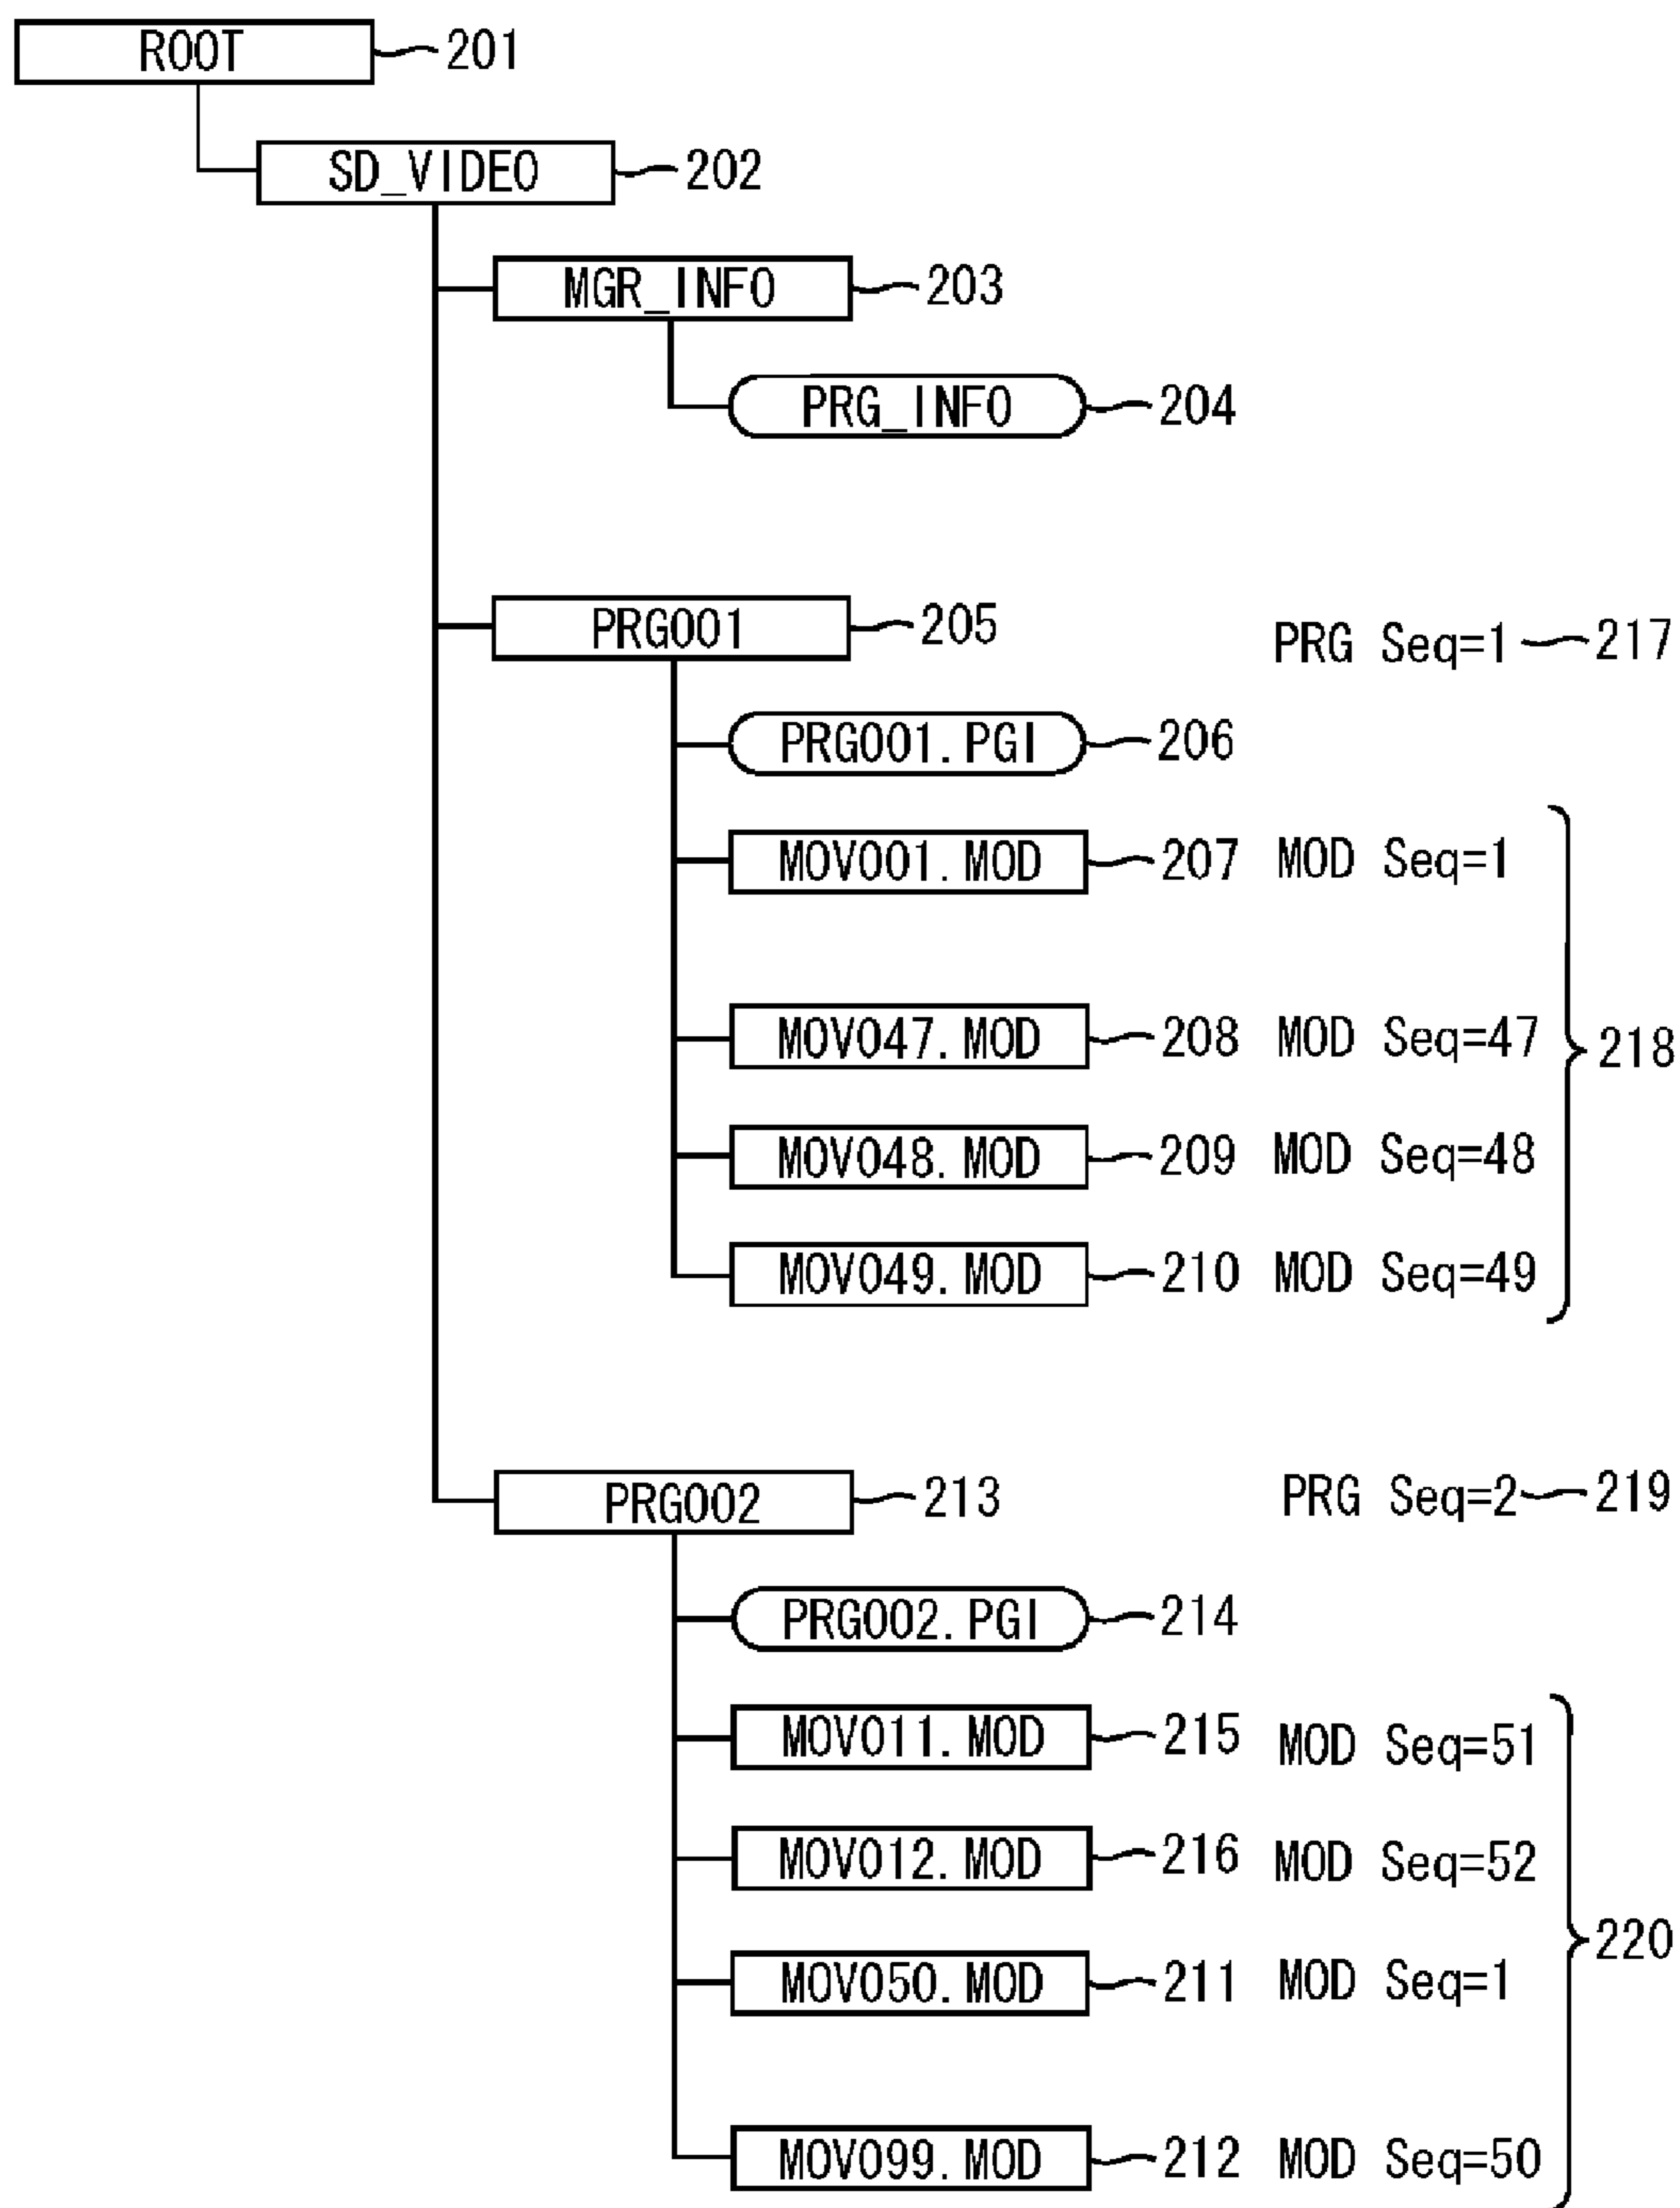 ROOT 201
SD_VIDEO 202
MGR_INFO 203
PRG_INFO 204
PRG001 205 PRG Seq=1 217
PRG001.PGI 206
MOV001.MOD 207 MOD Seq=1
MOV047.MOD 208 MOD Seq=47
218
MOV048.MOD 209 MOD Seq=48
MOV049.MOD 210 MOD Seq=49
PRG002 213 PRG Seq=2 219
PRG002.PGI 214
MOV011.MOD 215 MOD Seq=51
MOV012.MOD 216 MOD Seq=52
220
MOV050.MOD 211 MOD Seq=1
MOV099.MOD 212 MOD Seq=50